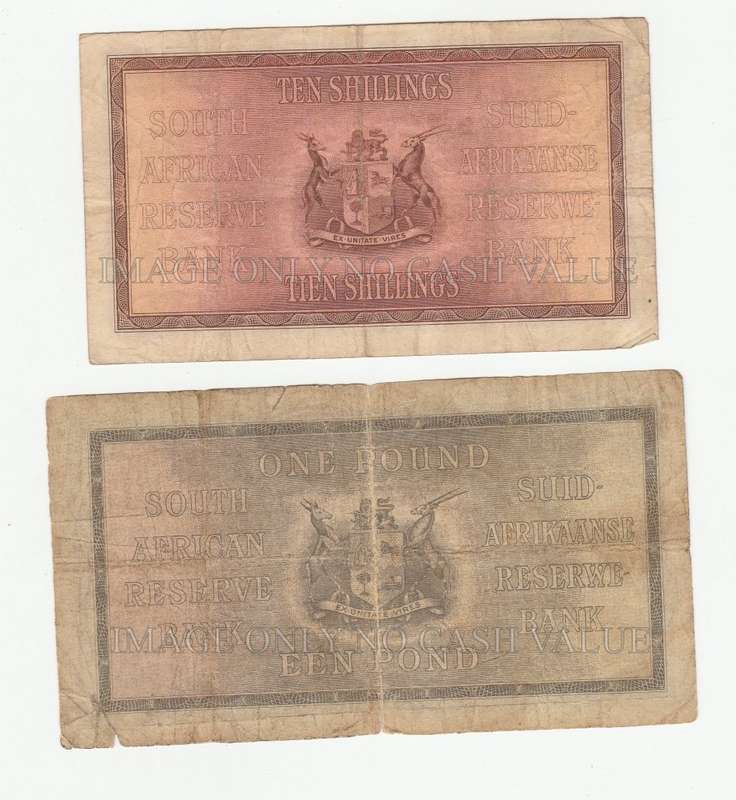 TEN SHILLINGS
SOUTH
AFRICAN
RESERVE
BANK
SUID-
AFRIKAANSE
RESERWE-
BANK
EX·UNITATE·VIRES
IMAGE ONLY NO CASH VALUE
TIEN SHILLINGS
ONE POUND
SOUTH
AFRICAN
RESERVE
BANK
SUID-
AFRIKAANSE
RESERWE-
BANK
EX·UNITATE·VIRES
IMAGE ONLY NO CASH VALUE
EEN POND